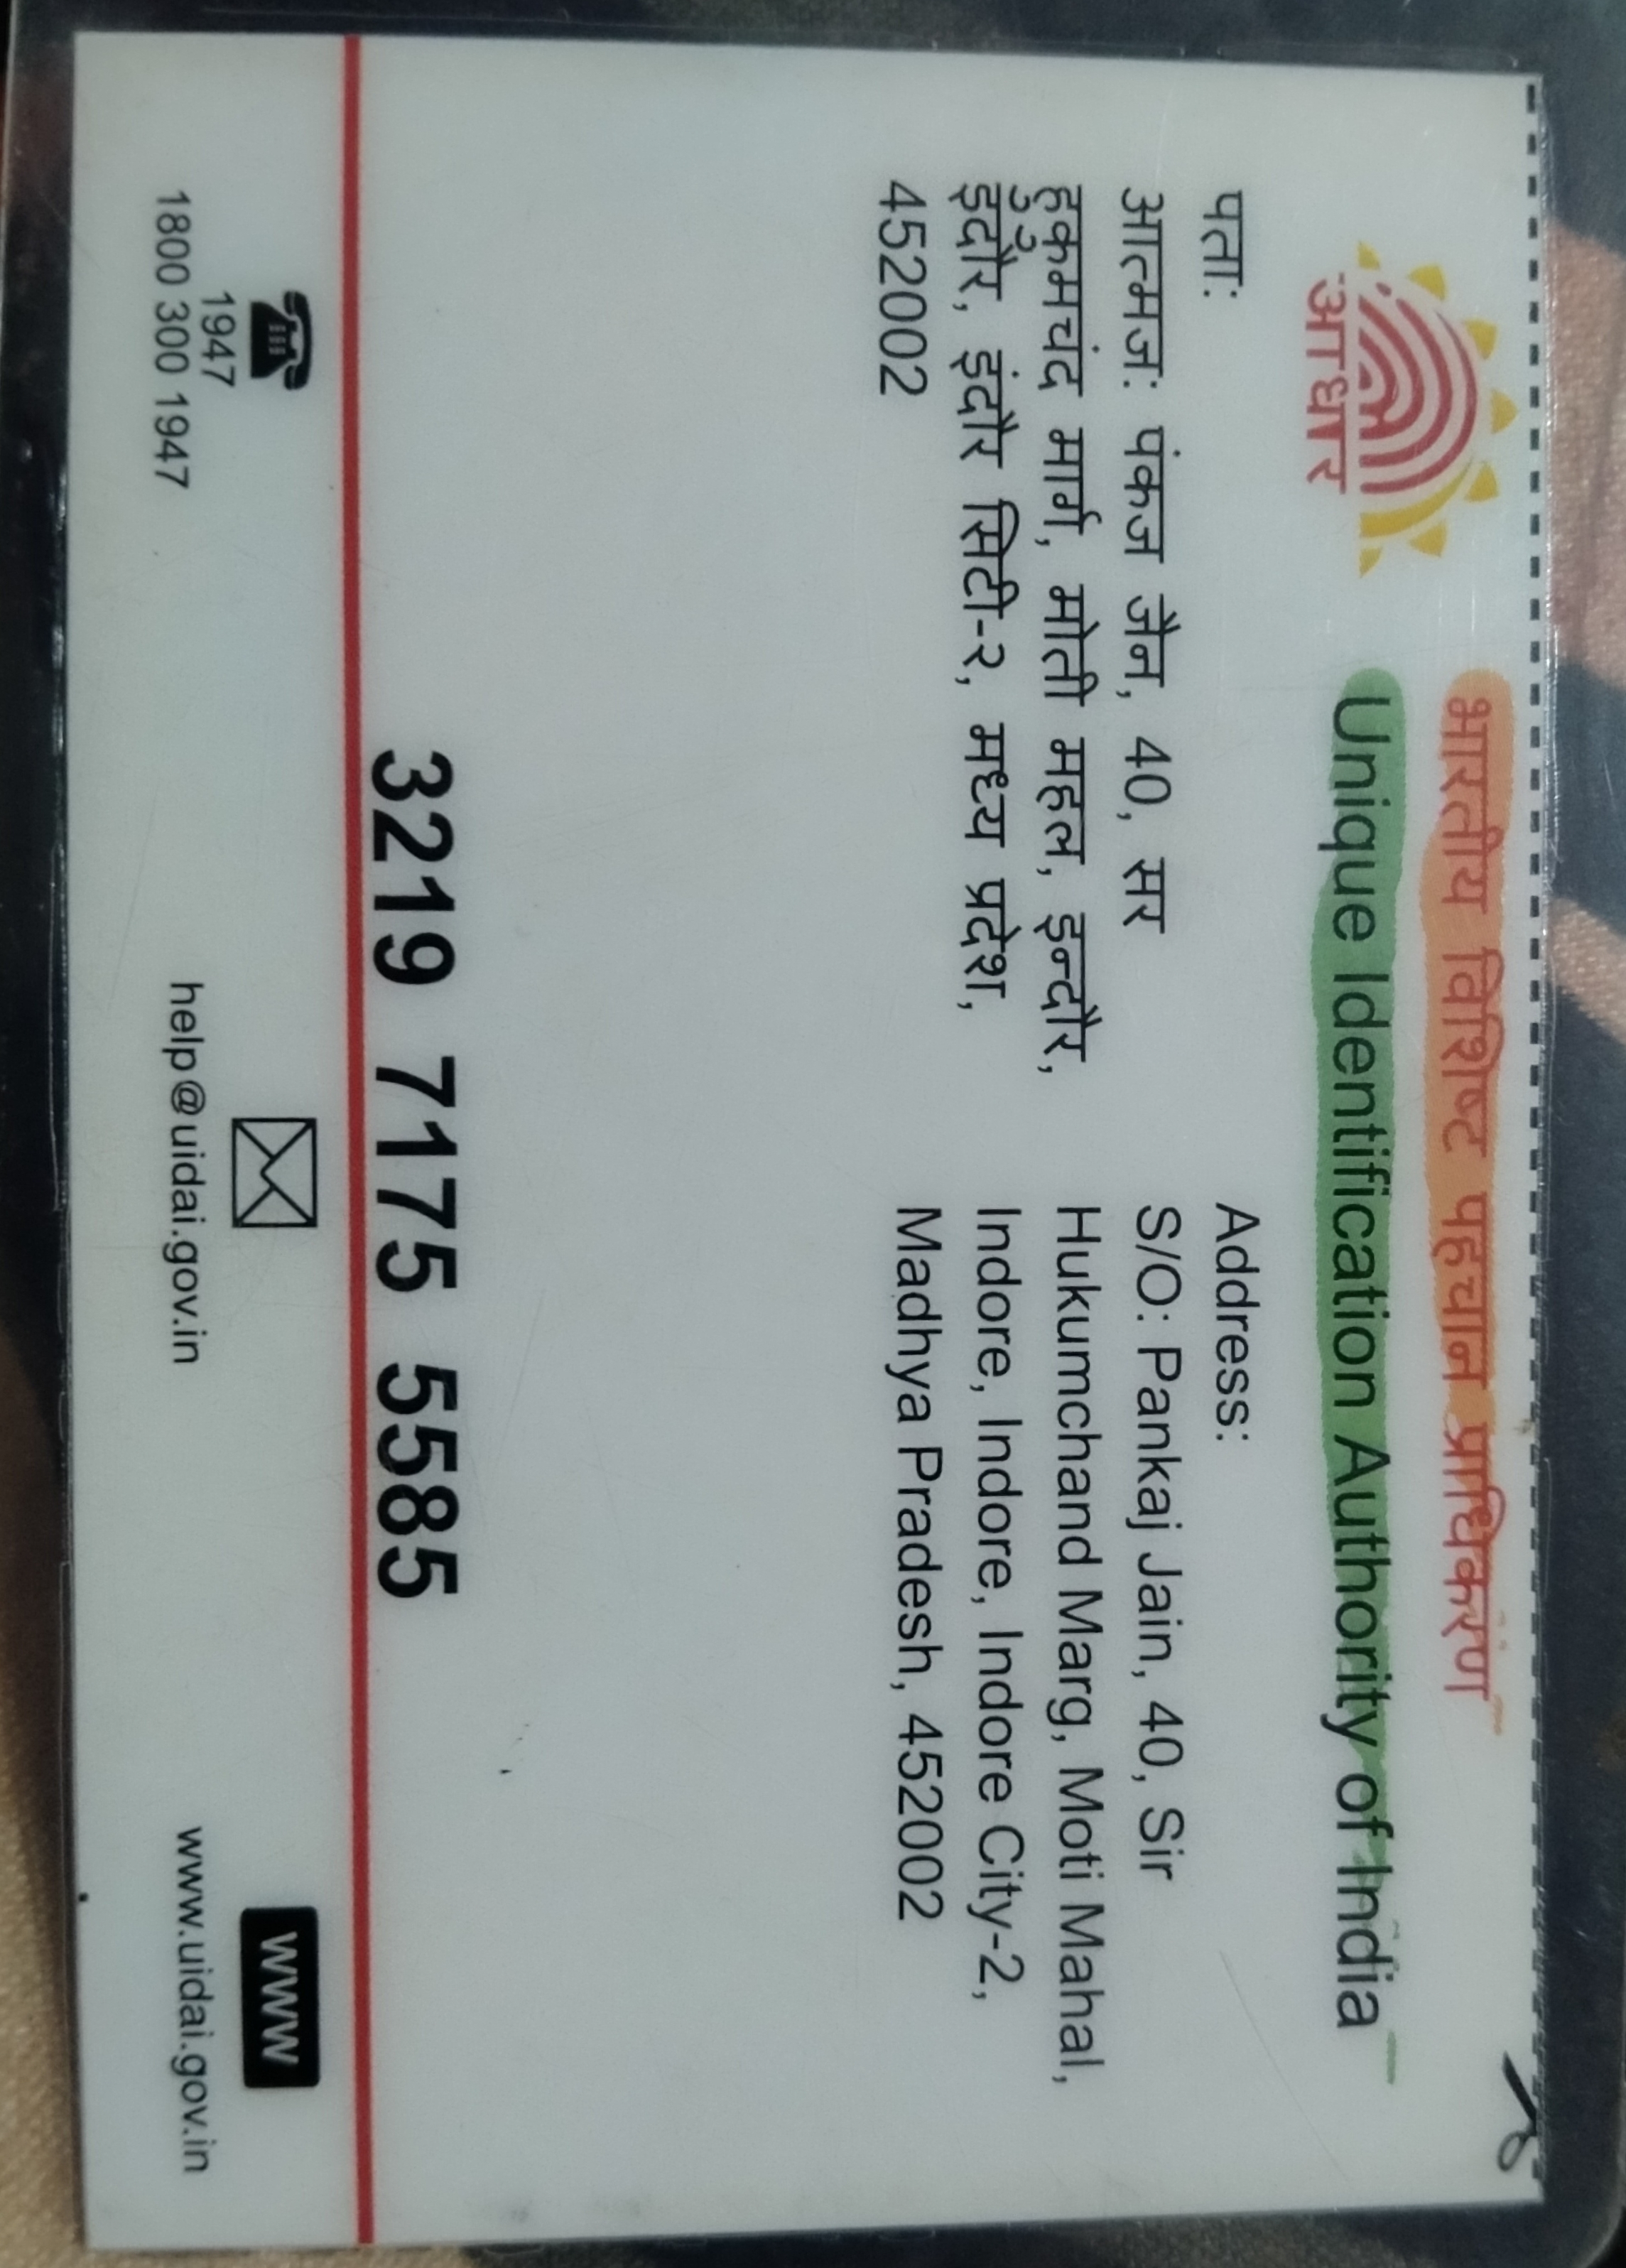 भारतीय विशिष्ट पहचान प्राधिकरण
Unique Identification Authority of India
आधार
पता:
आत्मज: पंकज जैन, 40, सर
हुकुमचंद मार्ग, मोती महल, इन्दौर,
इंदौर, इंदौर सिटी-२, मध्य प्रदेश,
452002
Address:
S/O: Pankaj Jain, 40, Sir
Hukumchand Marg, Moti Mahal,
Indore, Indore, Indore City-2,
Madhya Pradesh, 452002
3219 7175 5585
1947
1800 300 1947
help@uidai.gov.in
www
www.uidai.gov.in